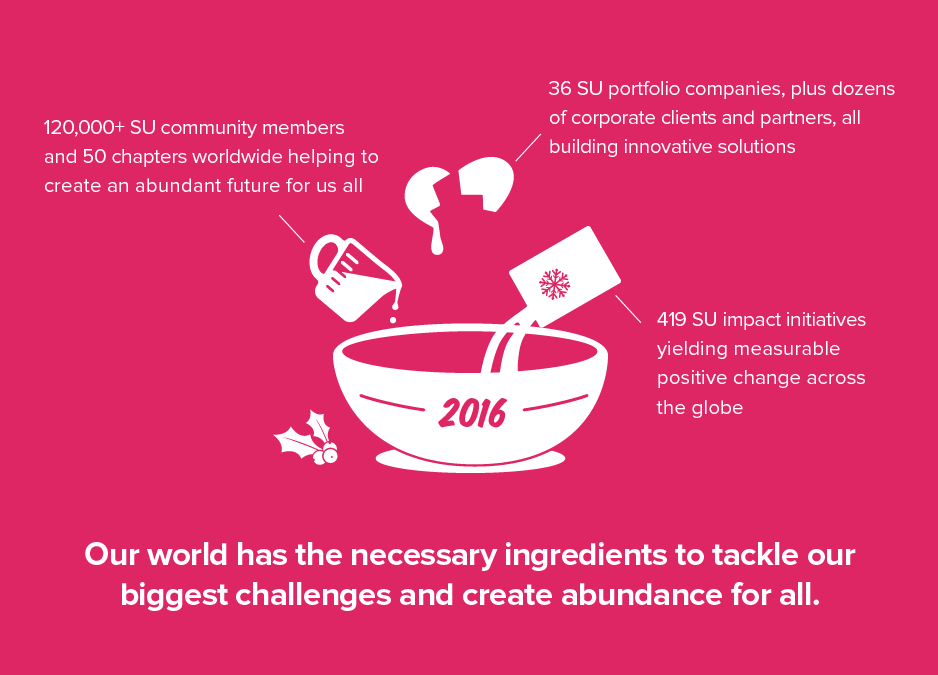 36 SU portfolio companies, plus dozens
of corporate clients and partners, all
building innovative solutions
120,000+ SU community members
and 50 chapters worldwide helping to
create an abundant future for us all
419 SU impact initiatives
yielding measurable
positive change across
the globe
2016
Our world has the necessary ingredients to tackle our
biggest challenges and create abundance for all.